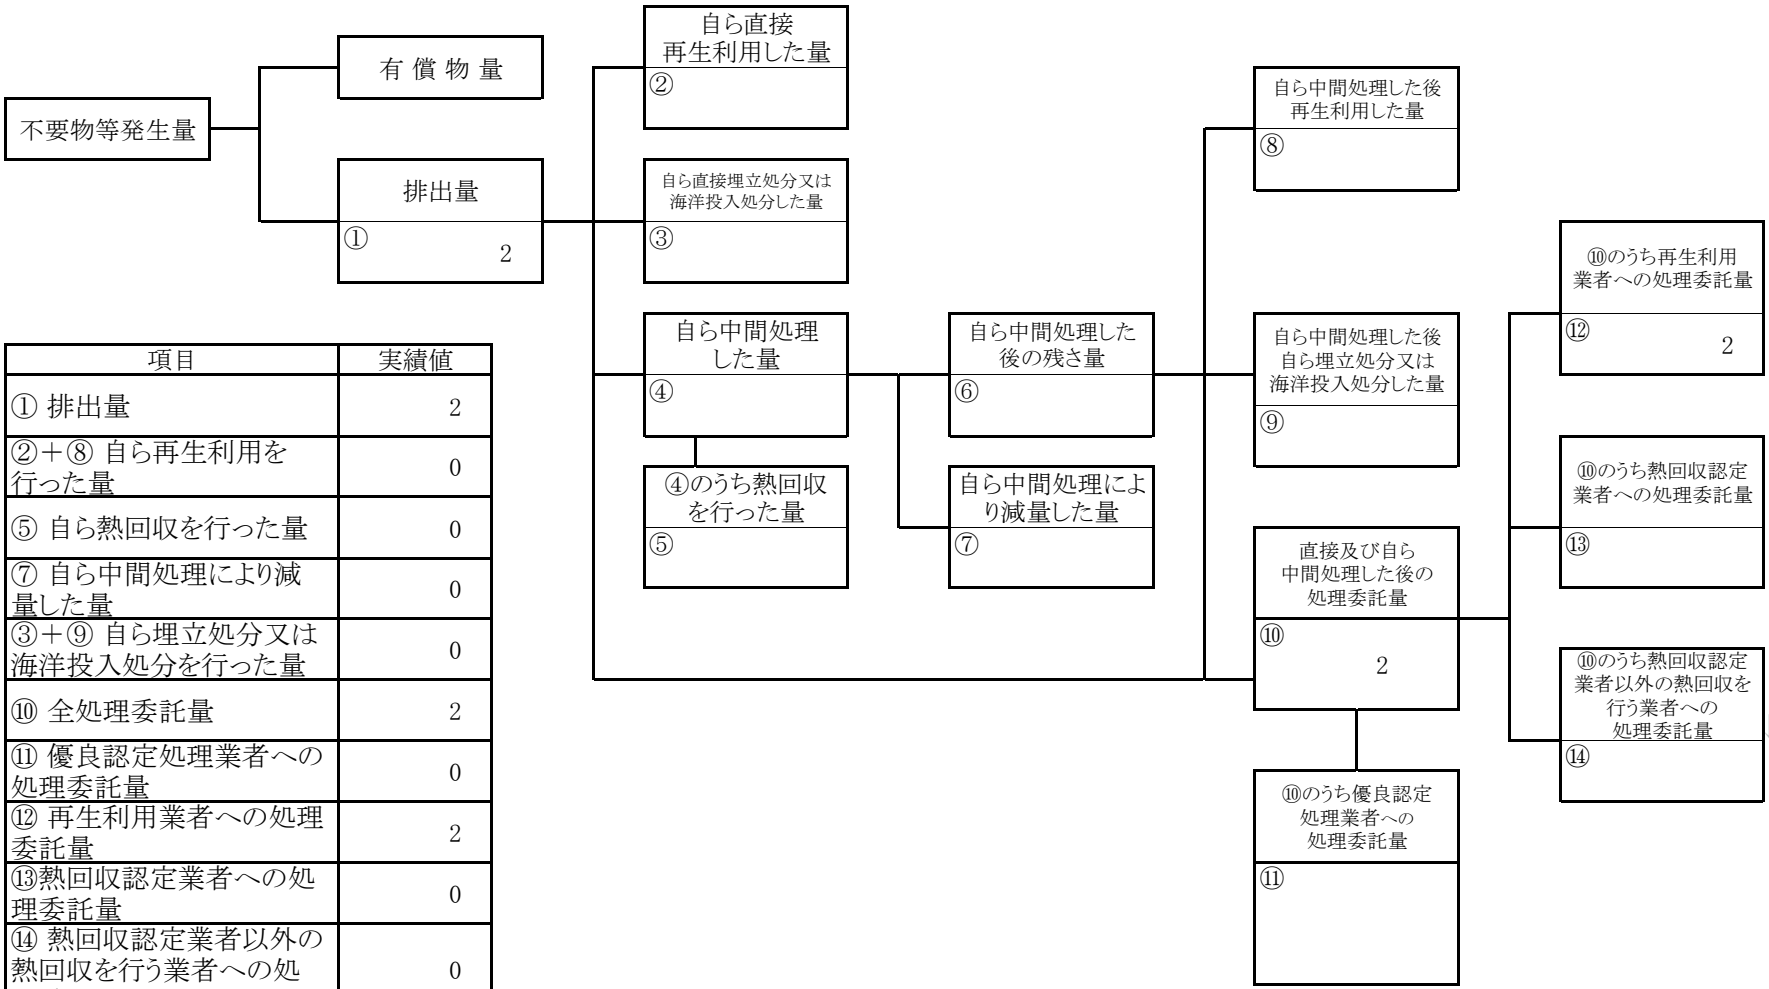 不要物等発生量
有 償 物 量
排出量
①
2
自ら直接
再生利用した量
②
自ら直接埋立処分又は
海洋投入処分した量
③
自ら中間処理
した量
④
④のうち熱回収
を行った量
⑤
自ら中間処理した
後の残さ量
⑥
自ら中間処理によ
り減量した量
⑦
自ら中間処理した後
再生利用した量
⑧
自ら中間処理した後
自ら埋立処分又は
海洋投入処分した量
⑨
直接及び自ら
中間処理した後の
処理委託量
⑩
2
⑩のうち優良認定
処理業者への
処理委託量
⑪
⑩のうち再生利用
業者への処理委託量
⑫
2
⑩のうち熱回収認定
業者への処理委託量
⑬
⑩のうち熱回収認定
業者以外の熱回収を
行う業者への
処理委託量
⑭
項目 実績値
① 排出量 2
②＋⑧ 自ら再生利用を
行った量 0
⑤ 自ら熱回収を行った量 0
⑦ 自ら中間処理により減
量した量 0
③＋⑨ 自ら埋立処分又は
海洋投入処分を行った量 0
⑩ 全処理委託量 2
⑪ 優良認定処理業者への
処理委託量 0
⑫ 再生利用業者への処理
委託量 2
⑬熱回収認定業者への処
理委託量 0
⑭ 熱回収認定業者以外の
熱回収を行う業者への処 0